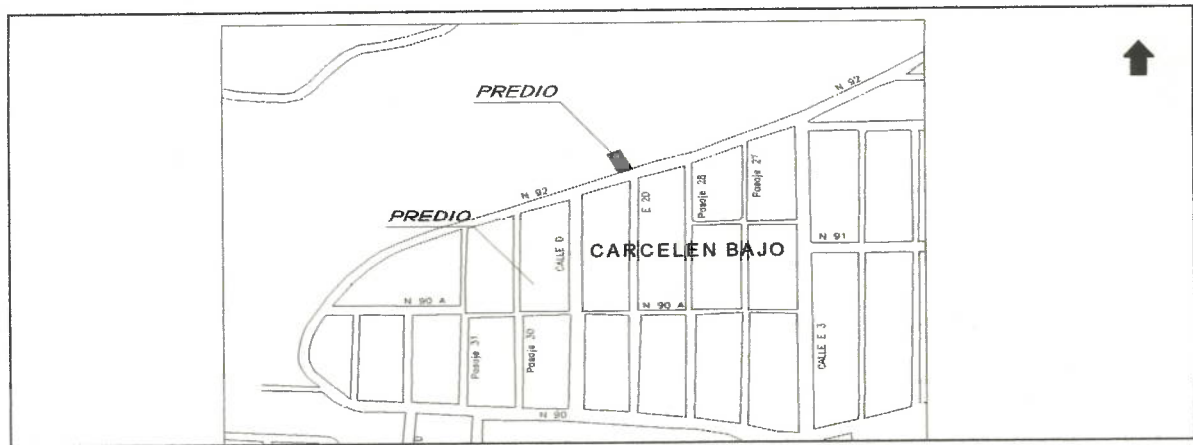 N 92
PREDIO
Pasaje 27
Pasaje 28
N 92
E 2D
PREDIO
N 91
CALLE D
CARCELEN BAJO
N 90 A
N 90 A
Pasaje 31
Pasaje 30
CALLE E 3
N 90